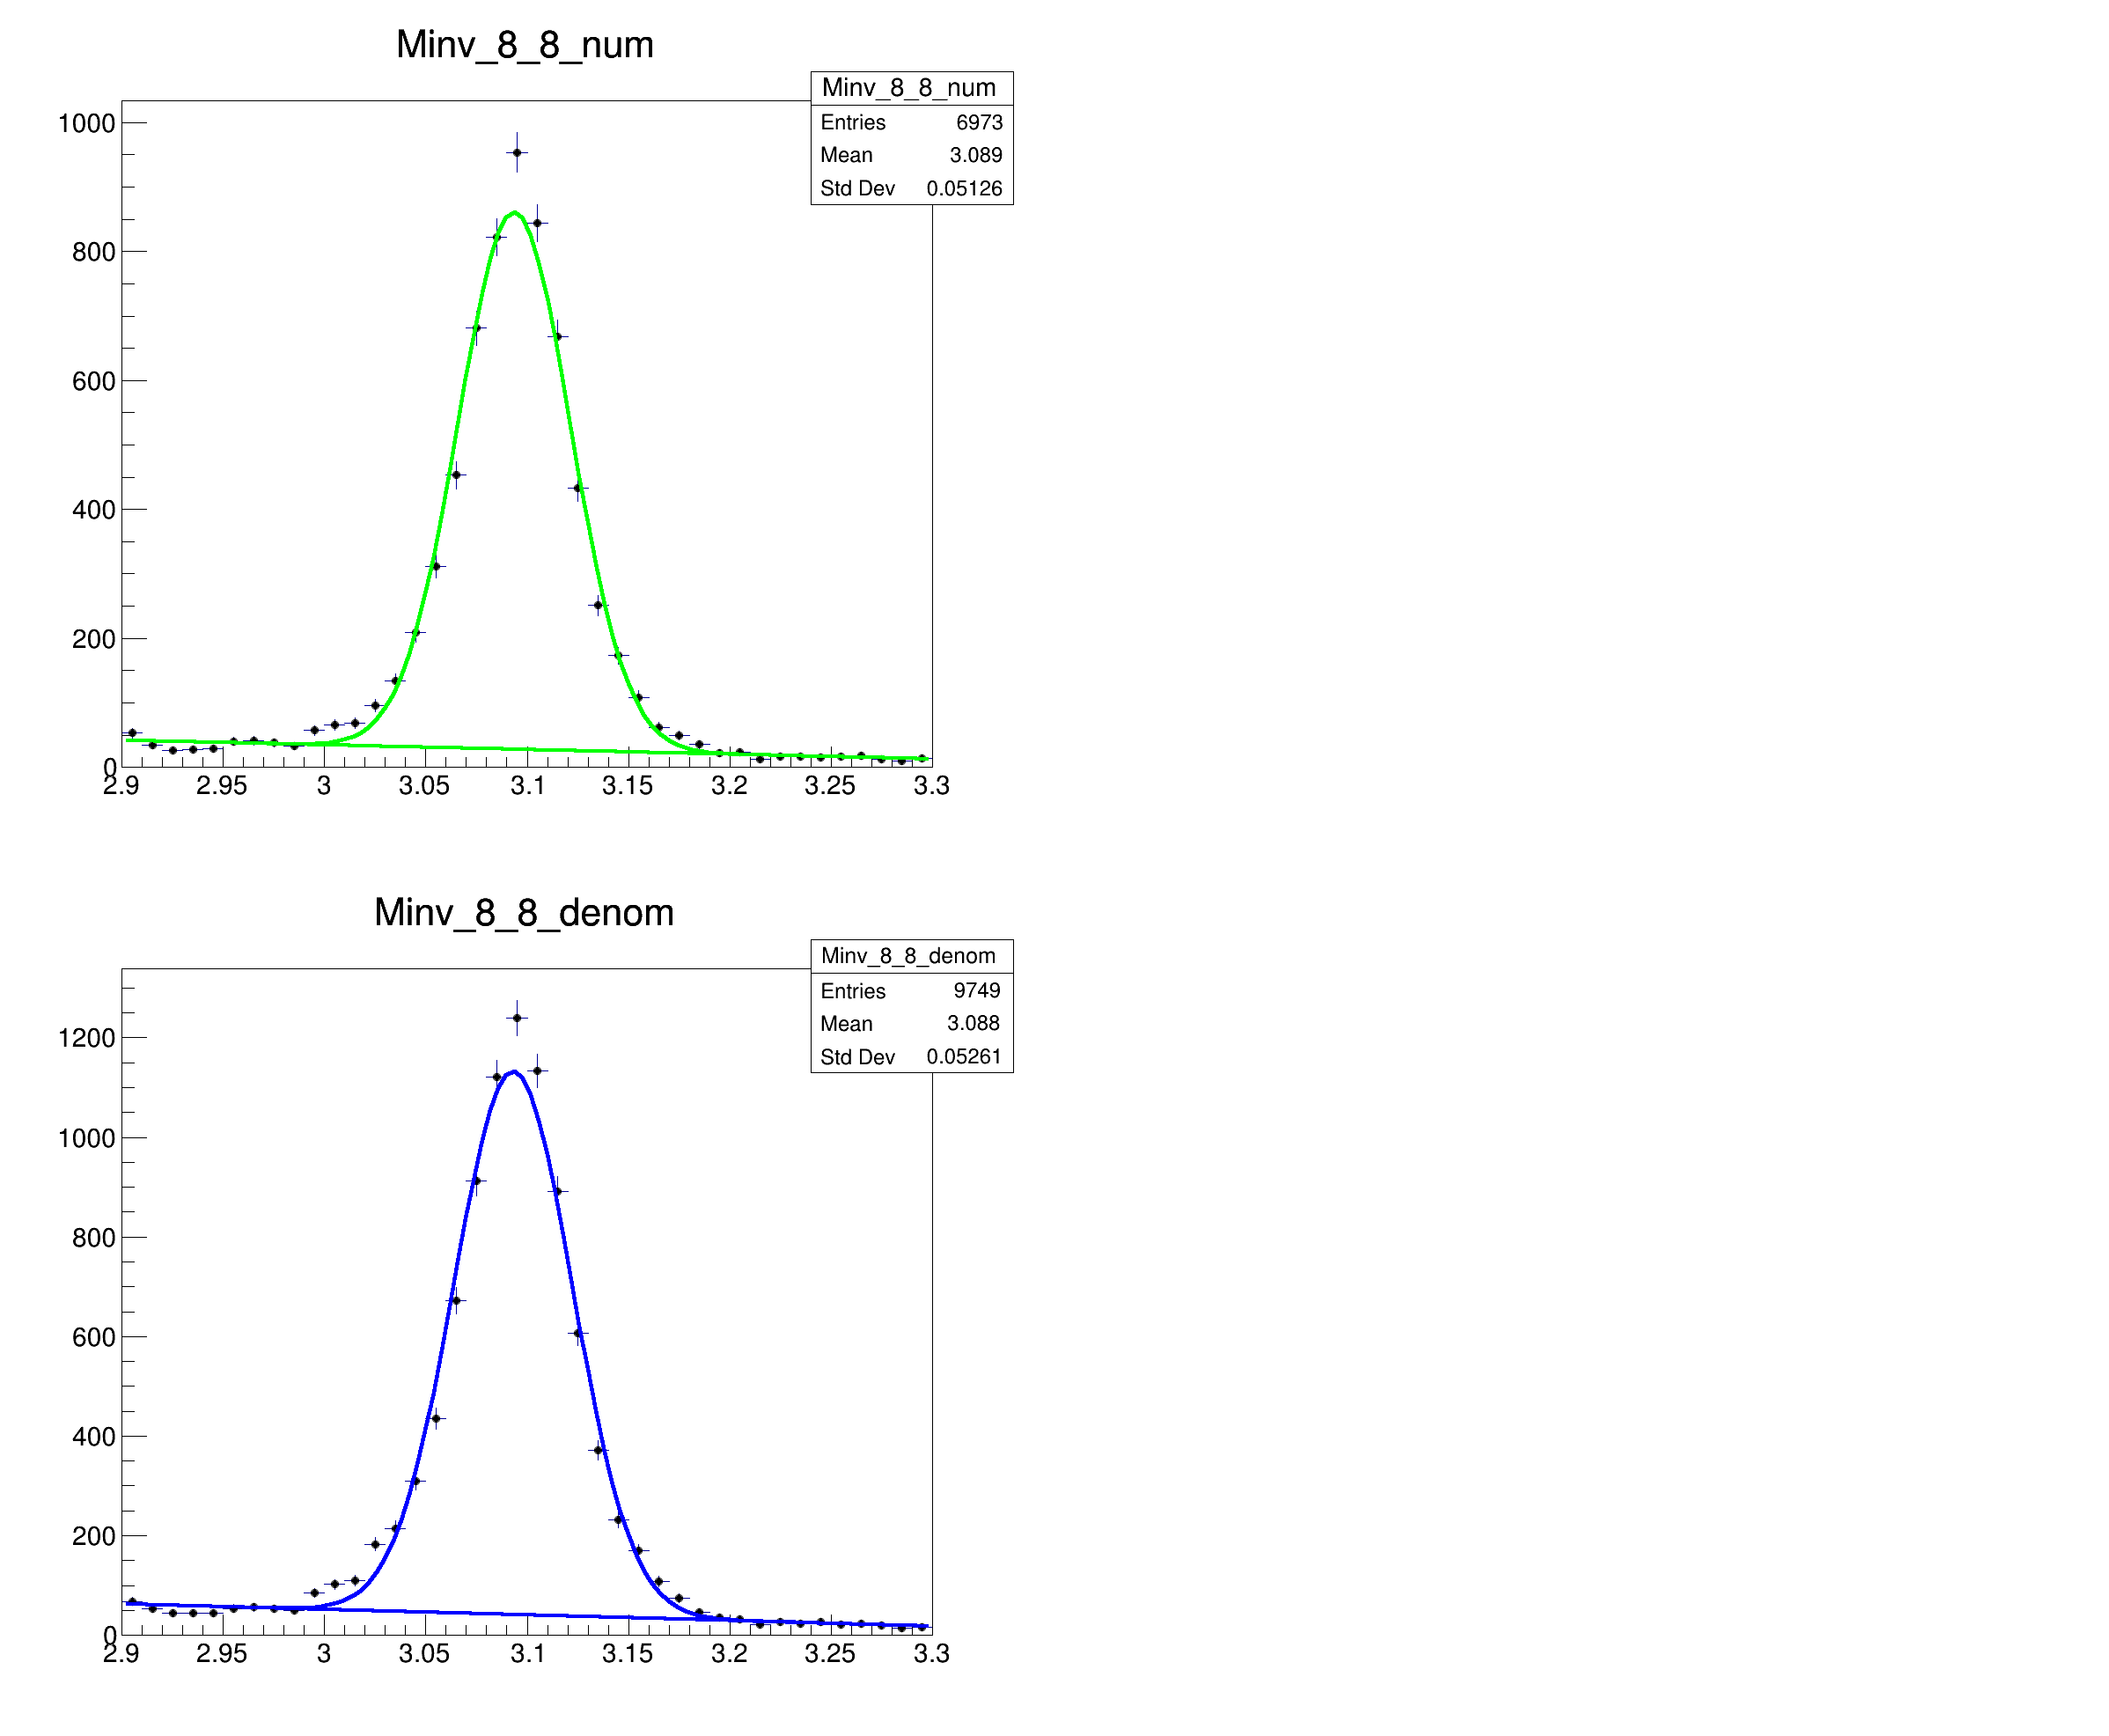 Minv_8_8_num
Minv_8_8_num
Entries 6973
Mean 3.089
Std Dev 0.05126
1000
800
600
400
200
0
2.9 2.95 3 3.05 3.1 3.15 3.2 3.25 3.3
Minv_8_8_denom
Minv_8_8_denom
Entries 9749
Mean 3.088
Std Dev 0.05261
1200
1000
800
600
400
200
0
2.9 2.95 3 3.05 3.1 3.15 3.2 3.25 3.3